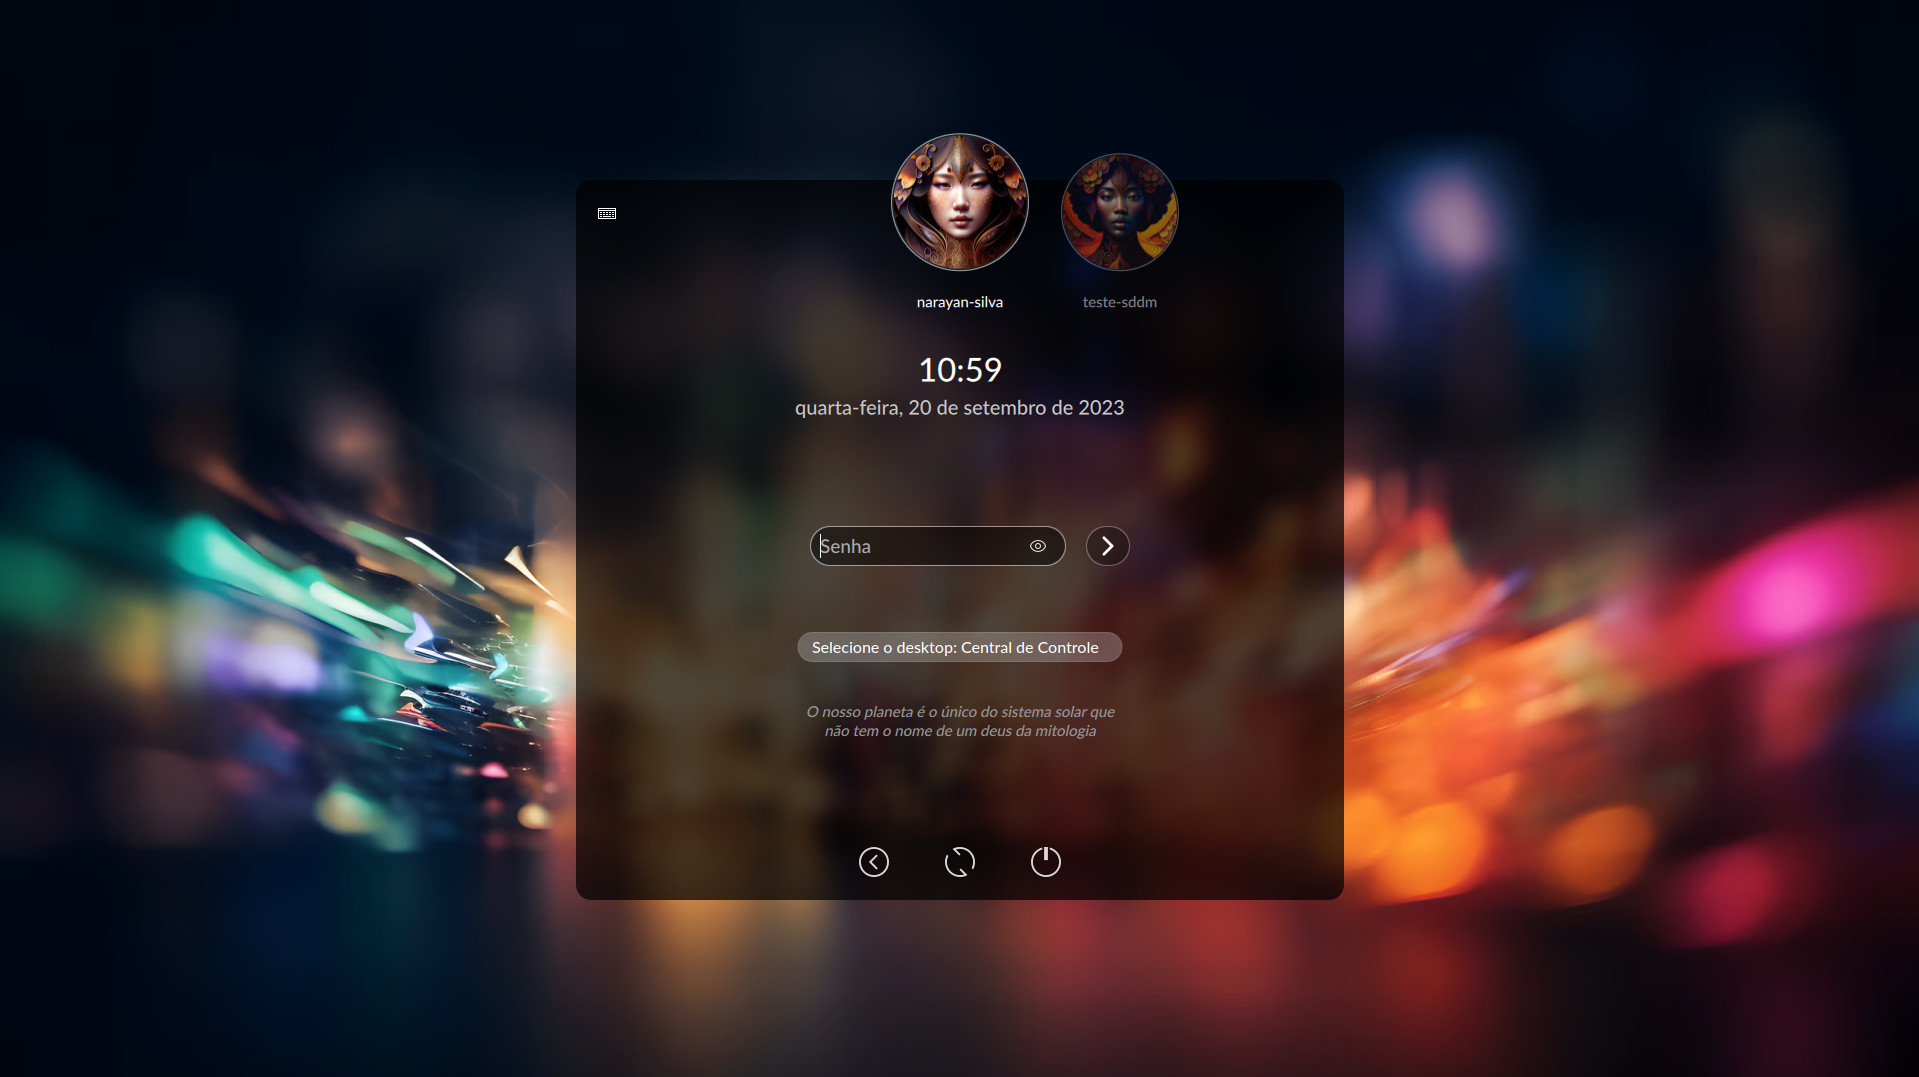 narayan-silva
teste-sddm
10:59
quarta-feira, 20 de setembro de 2023
Senha
Selecione o desktop: Central de Controle
O nosso planeta é o único do sistema solar que
não tem o nome de um deus da mitologia